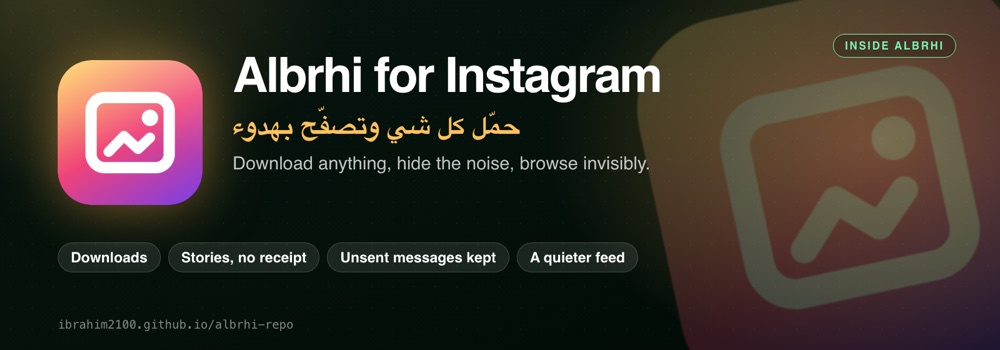 INSIDE ALBRHI
Albrhi for Instagram
حمّل كل شي وتصفّح بهدوء
Download anything, hide the noise, browse invisibly.
Downloads
Stories, no receipt
Unsent messages kept
A quieter feed
ibrahim2100.github.io/albrhi-repo